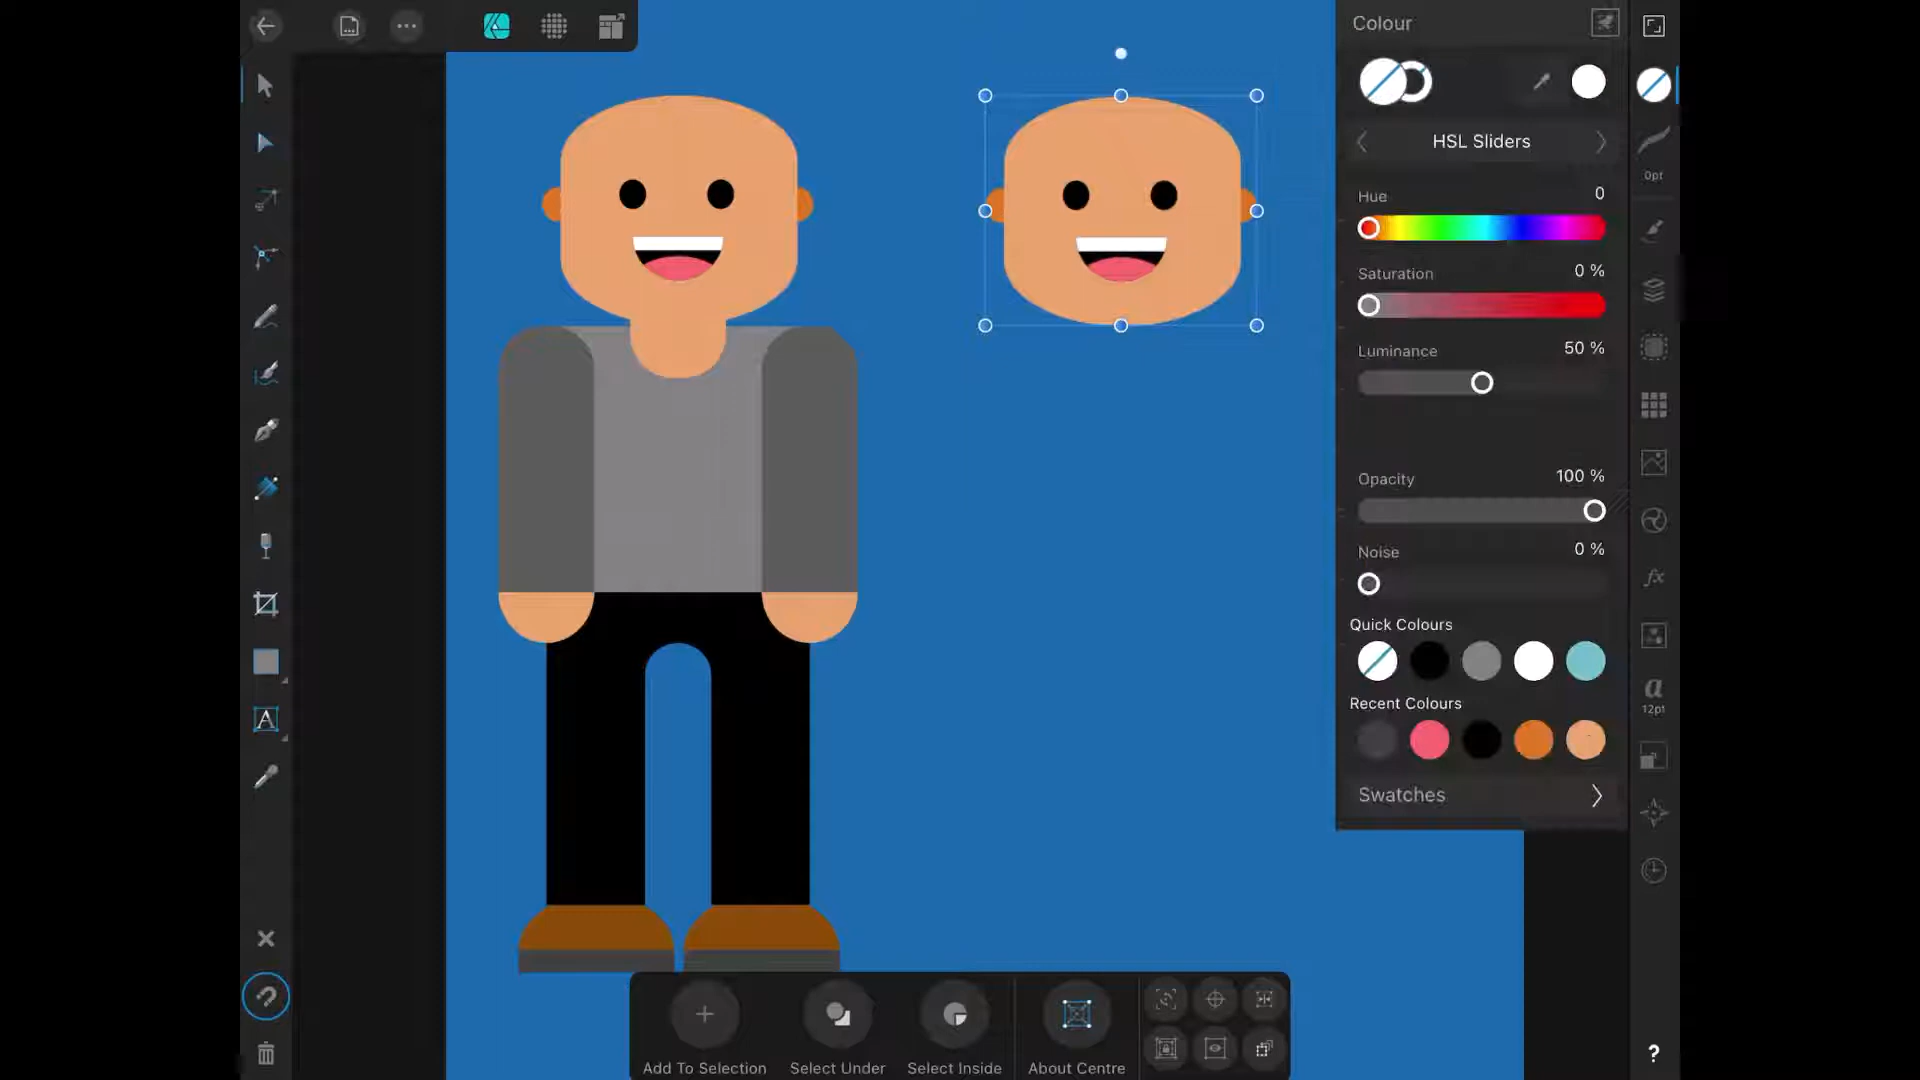 Colour
HSL Sliders
Hue 0
0pt
Saturation 0 %
Luminance 50 %
Opacity 100 %
Noise 0 %
fx
Quick Colours
a
12pt
Recent Colours
Swatches
A
Add To Selection
Select Under
Select Inside
About Centre
?